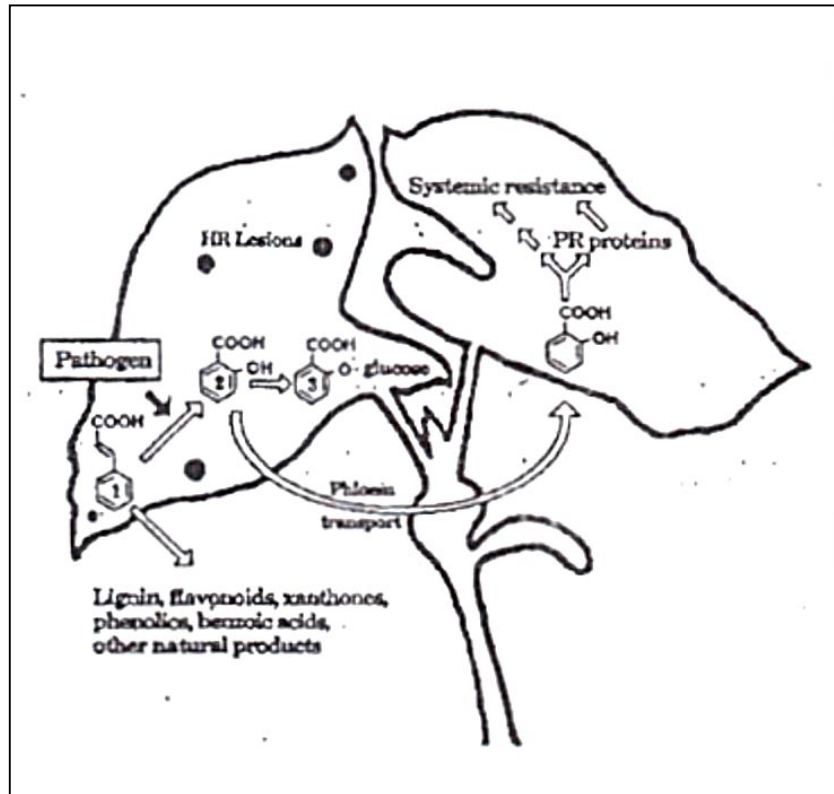 Systemic resistance
HR Lesions
PR proteins
COOH
OH
Pathogen
COOH
2
OH
COOH
3
O- glucose
COOH
1
Phloem
transport
Lignin, flavonoids, xanthones,
phenolics, benzoic acids,
other natural products